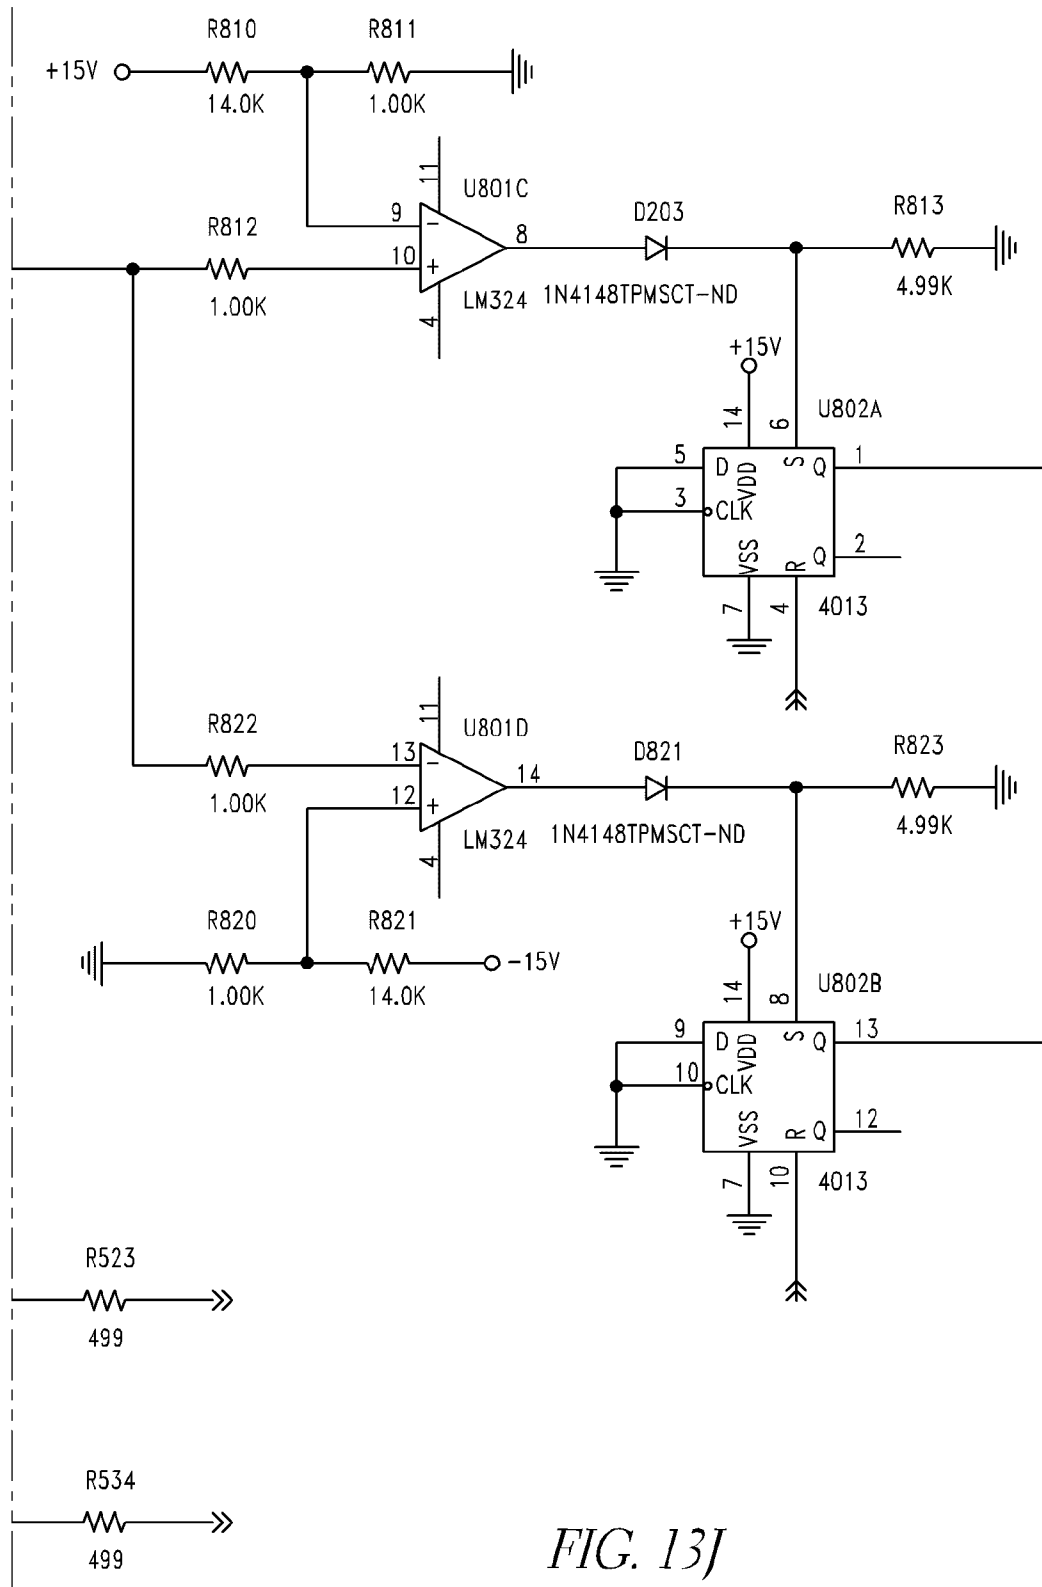 R810 R811
+15V
14.0K 1.00K
11
U801C
9 −
8
D203
R813
R812
10 +
1.00K
LM324
1N4148TPMSCT-ND
4.99K
4
+15V
U802A
14 6
5 D VDD S Q 1
3 CLK
VSS R Q 2
7 4
4013
11
R822
U801D
D821
R823
13 −
14
12 +
1.00K
LM324
1N4148TPMSCT-ND
4.99K
4
R820 R821
+15V
-15V
1.00K 14.0K
U802B
14 8
9 D VDD S Q 13
10 CLK
VSS R Q 12
7 10
4013
R523
499
R534
499
FIG. 13J